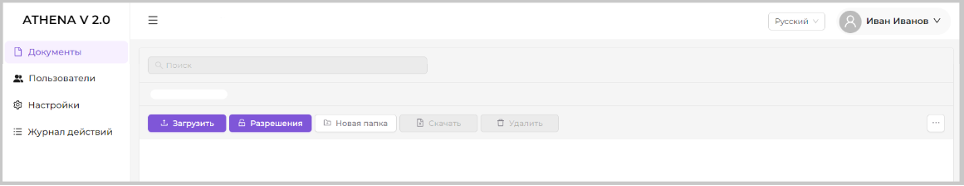 ATHENA V 2.0
Русский
Иван Иванов
Документы
Пользователи
Настройки
Журнал действий
Поиск
Загрузить
Разрешения
Новая папка
Скачать
Удалить